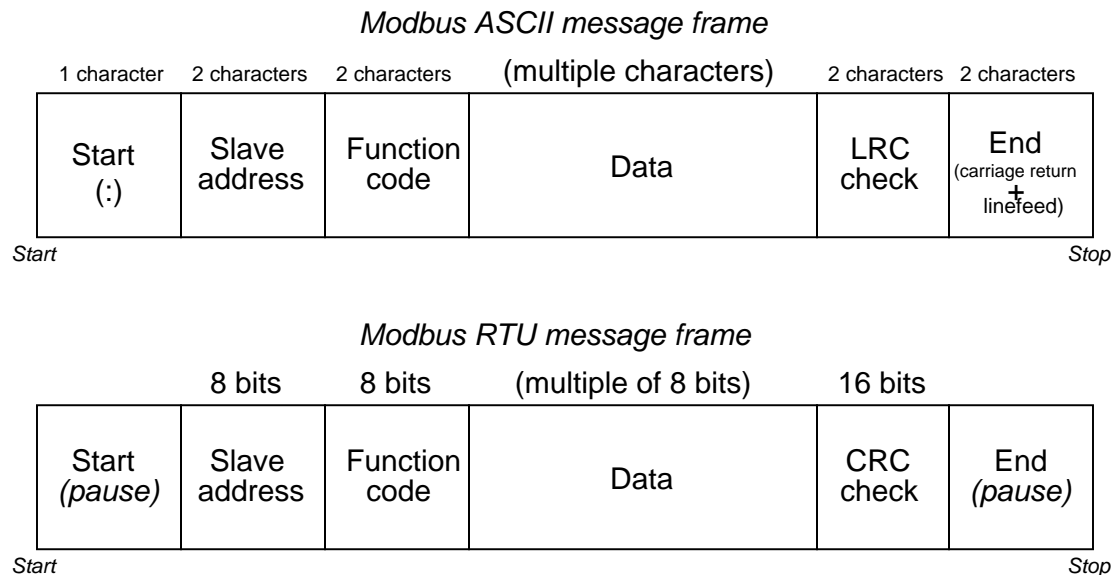 Modbus ASCII message frame
1 character 2 characters 2 characters (multiple characters) 2 characters 2 characters
Start
(:)
Slave
address
Function
code
Data
LRC
check
End
(carriage return
+
linefeed)
Start
Stop
Modbus RTU message frame
8 bits 8 bits (multiple of 8 bits) 16 bits
Start
(pause)
Slave
address
Function
code
Data
CRC
check
End
(pause)
Start
Stop